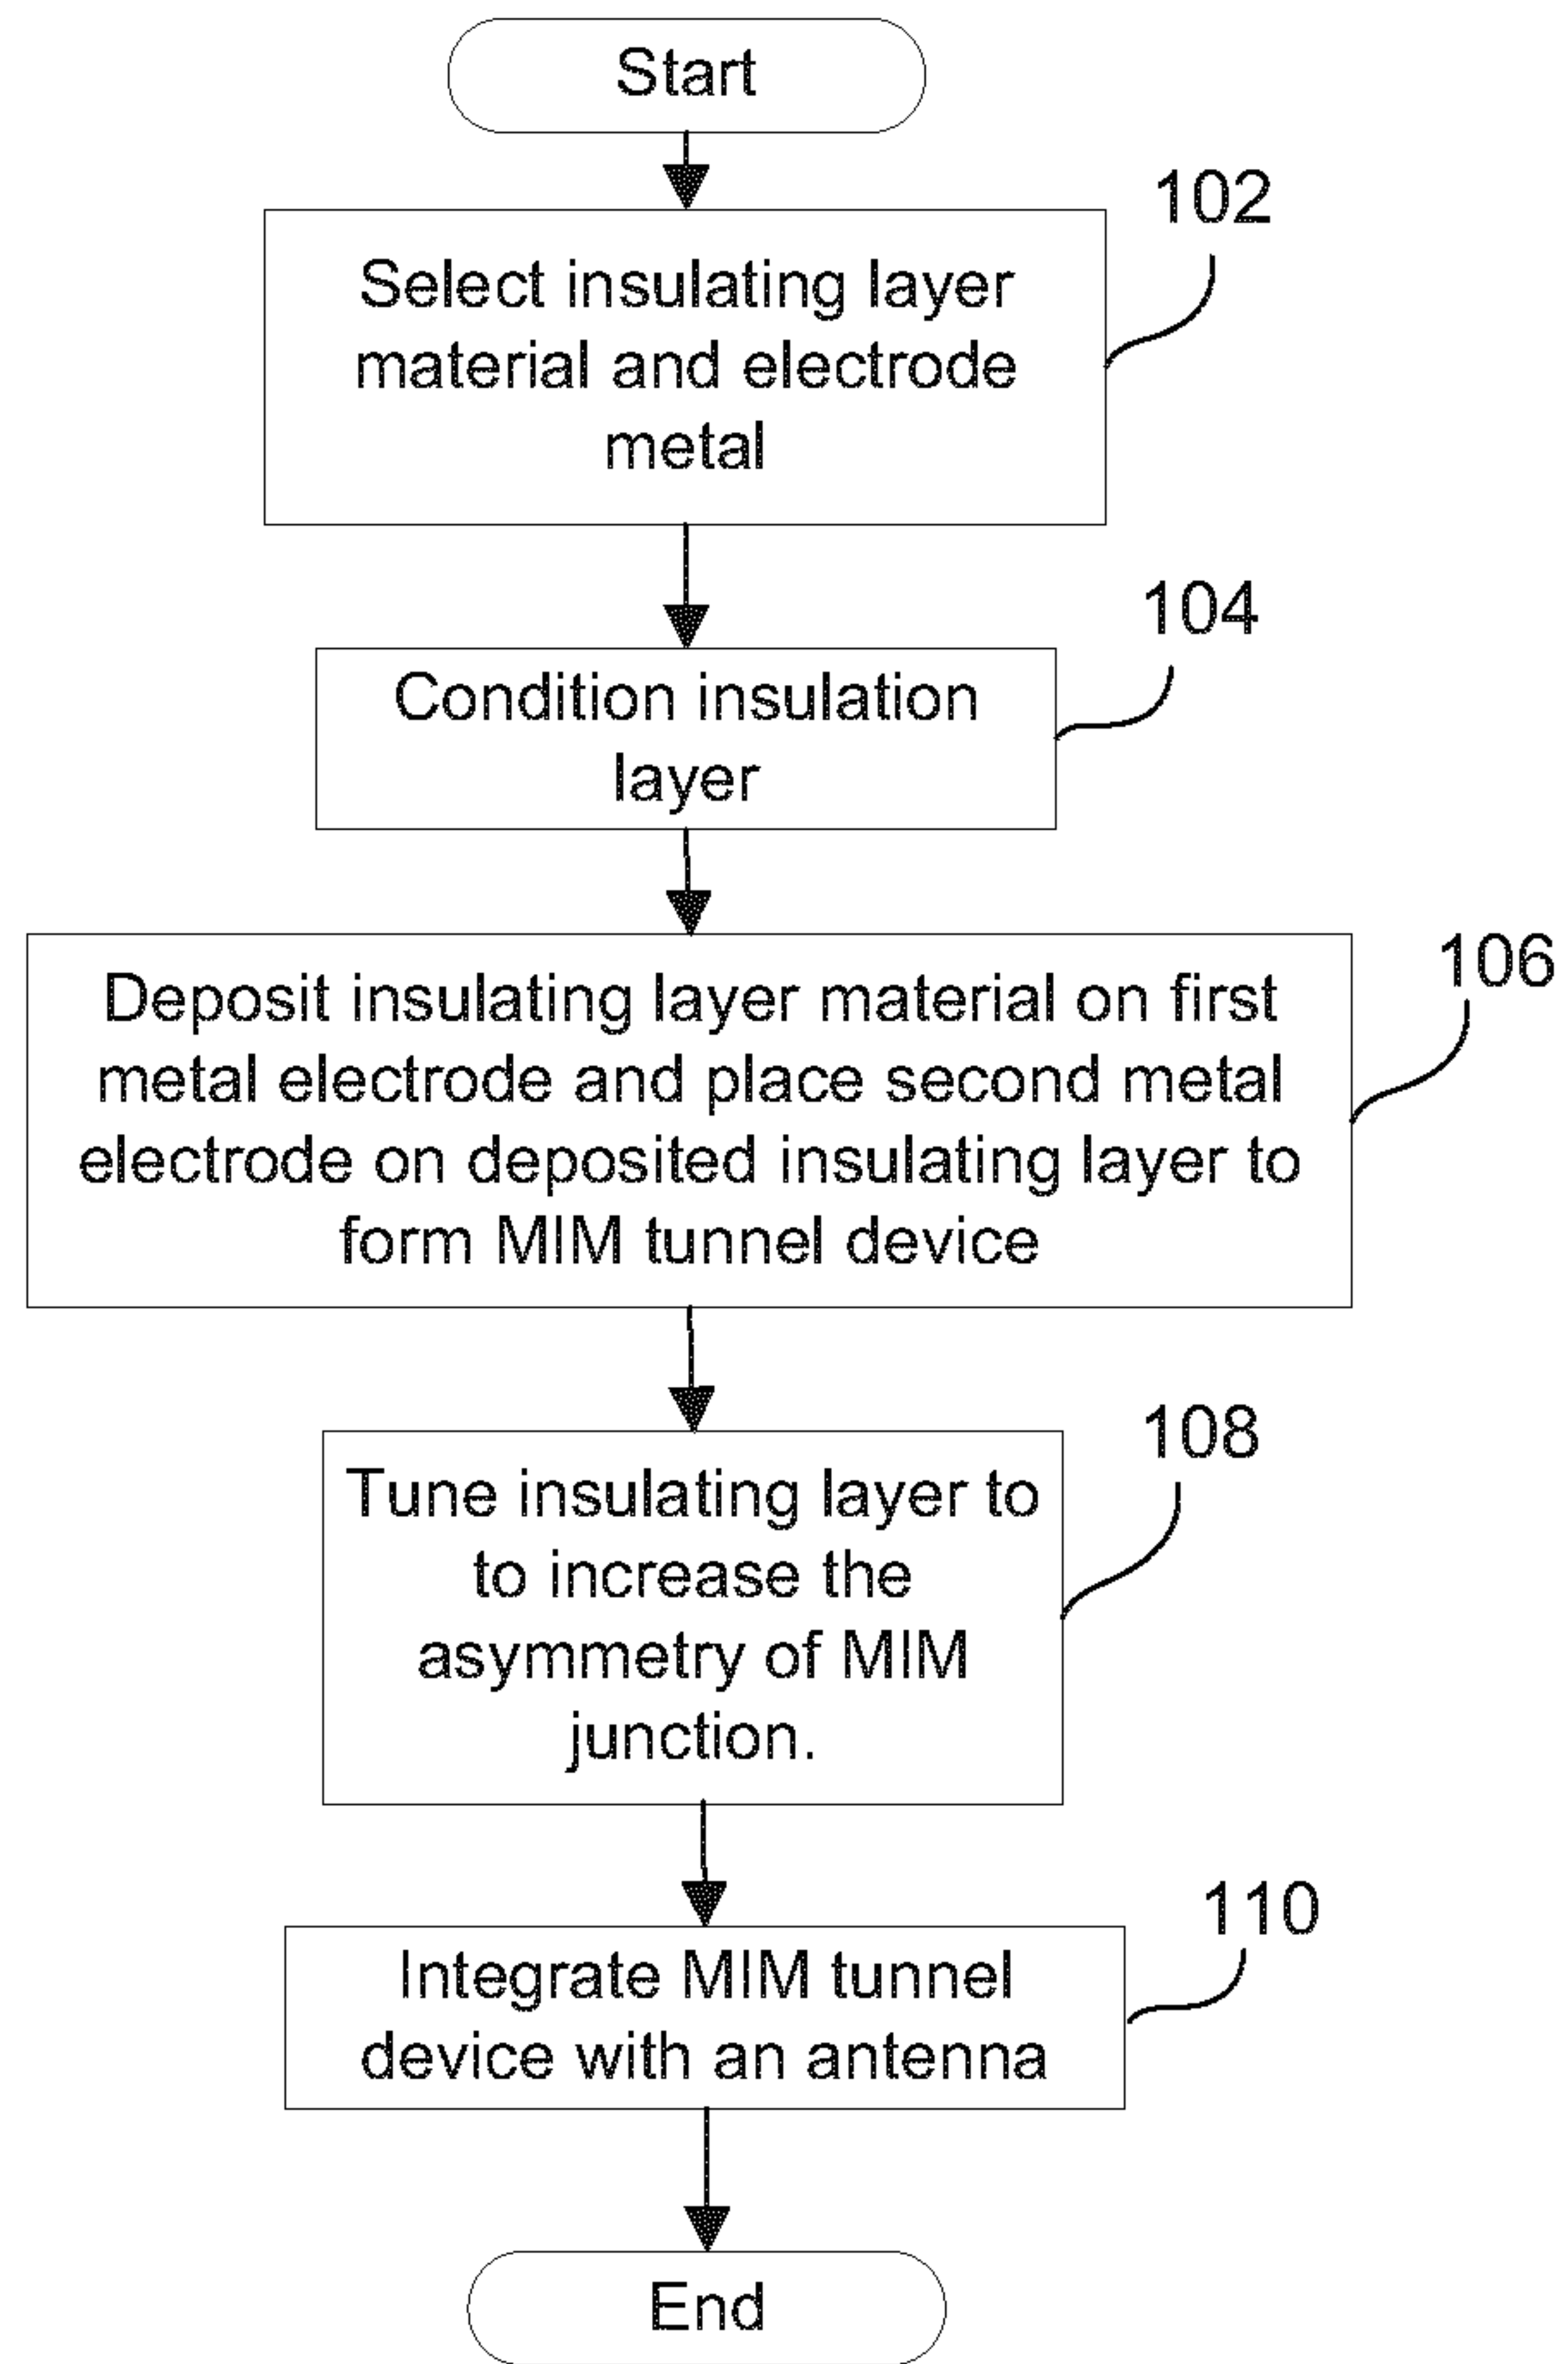 Start
102
Select insulating layer
material and electrode
metal
104
Condition insulation
layer
106
Deposit insulating layer material on first
metal electrode and place second metal
electrode on deposited insulating layer to
form MIM tunnel device
108
Tune insulating layer to
to increase the
asymmetry of MIM
junction.
110
Integrate MIM tunnel
device with an antenna
End